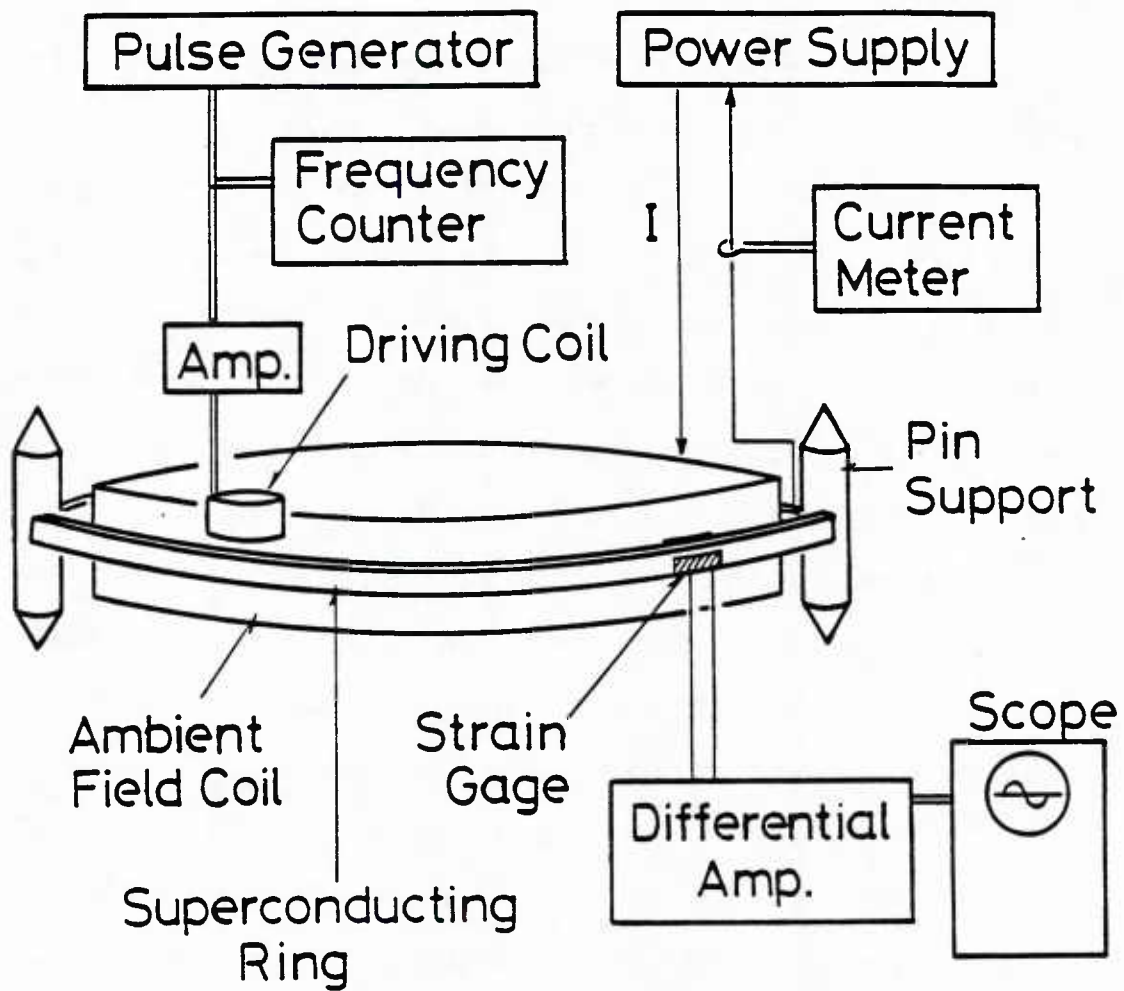 Pulse Generator
Power Supply
Frequency
Counter
I
Current
Meter
Amp.
Driving Coil
Pin
Support
Ambient
Field Coil
Strain
Gage
Scope
Differential
Amp.
Superconducting
Ring